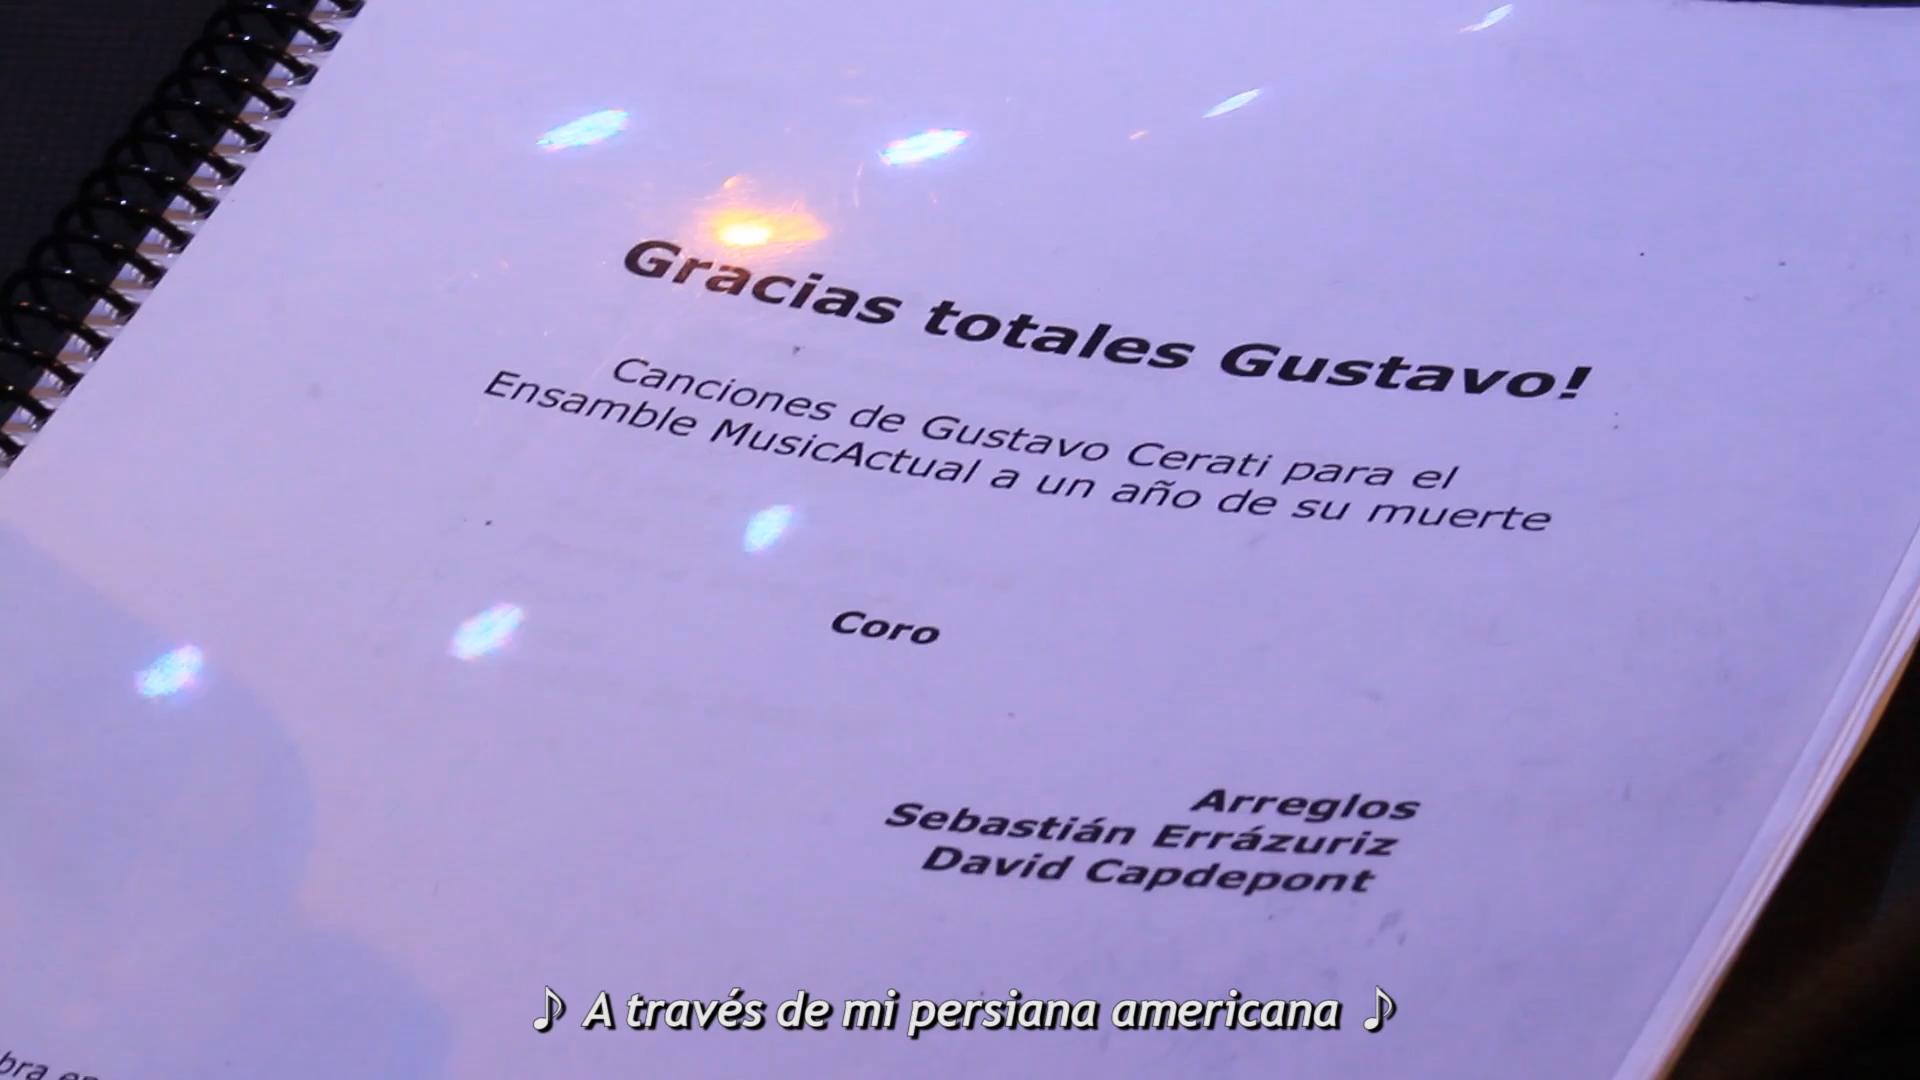 Gracias totales Gustavo!
Canciones de Gustavo Cerati para el
Ensamble MusicActual a un año de su muerte
Coro
Arreglos
Sebastián Errázuriz
David Capdepont
♪ A través de mi persiana americana ♪